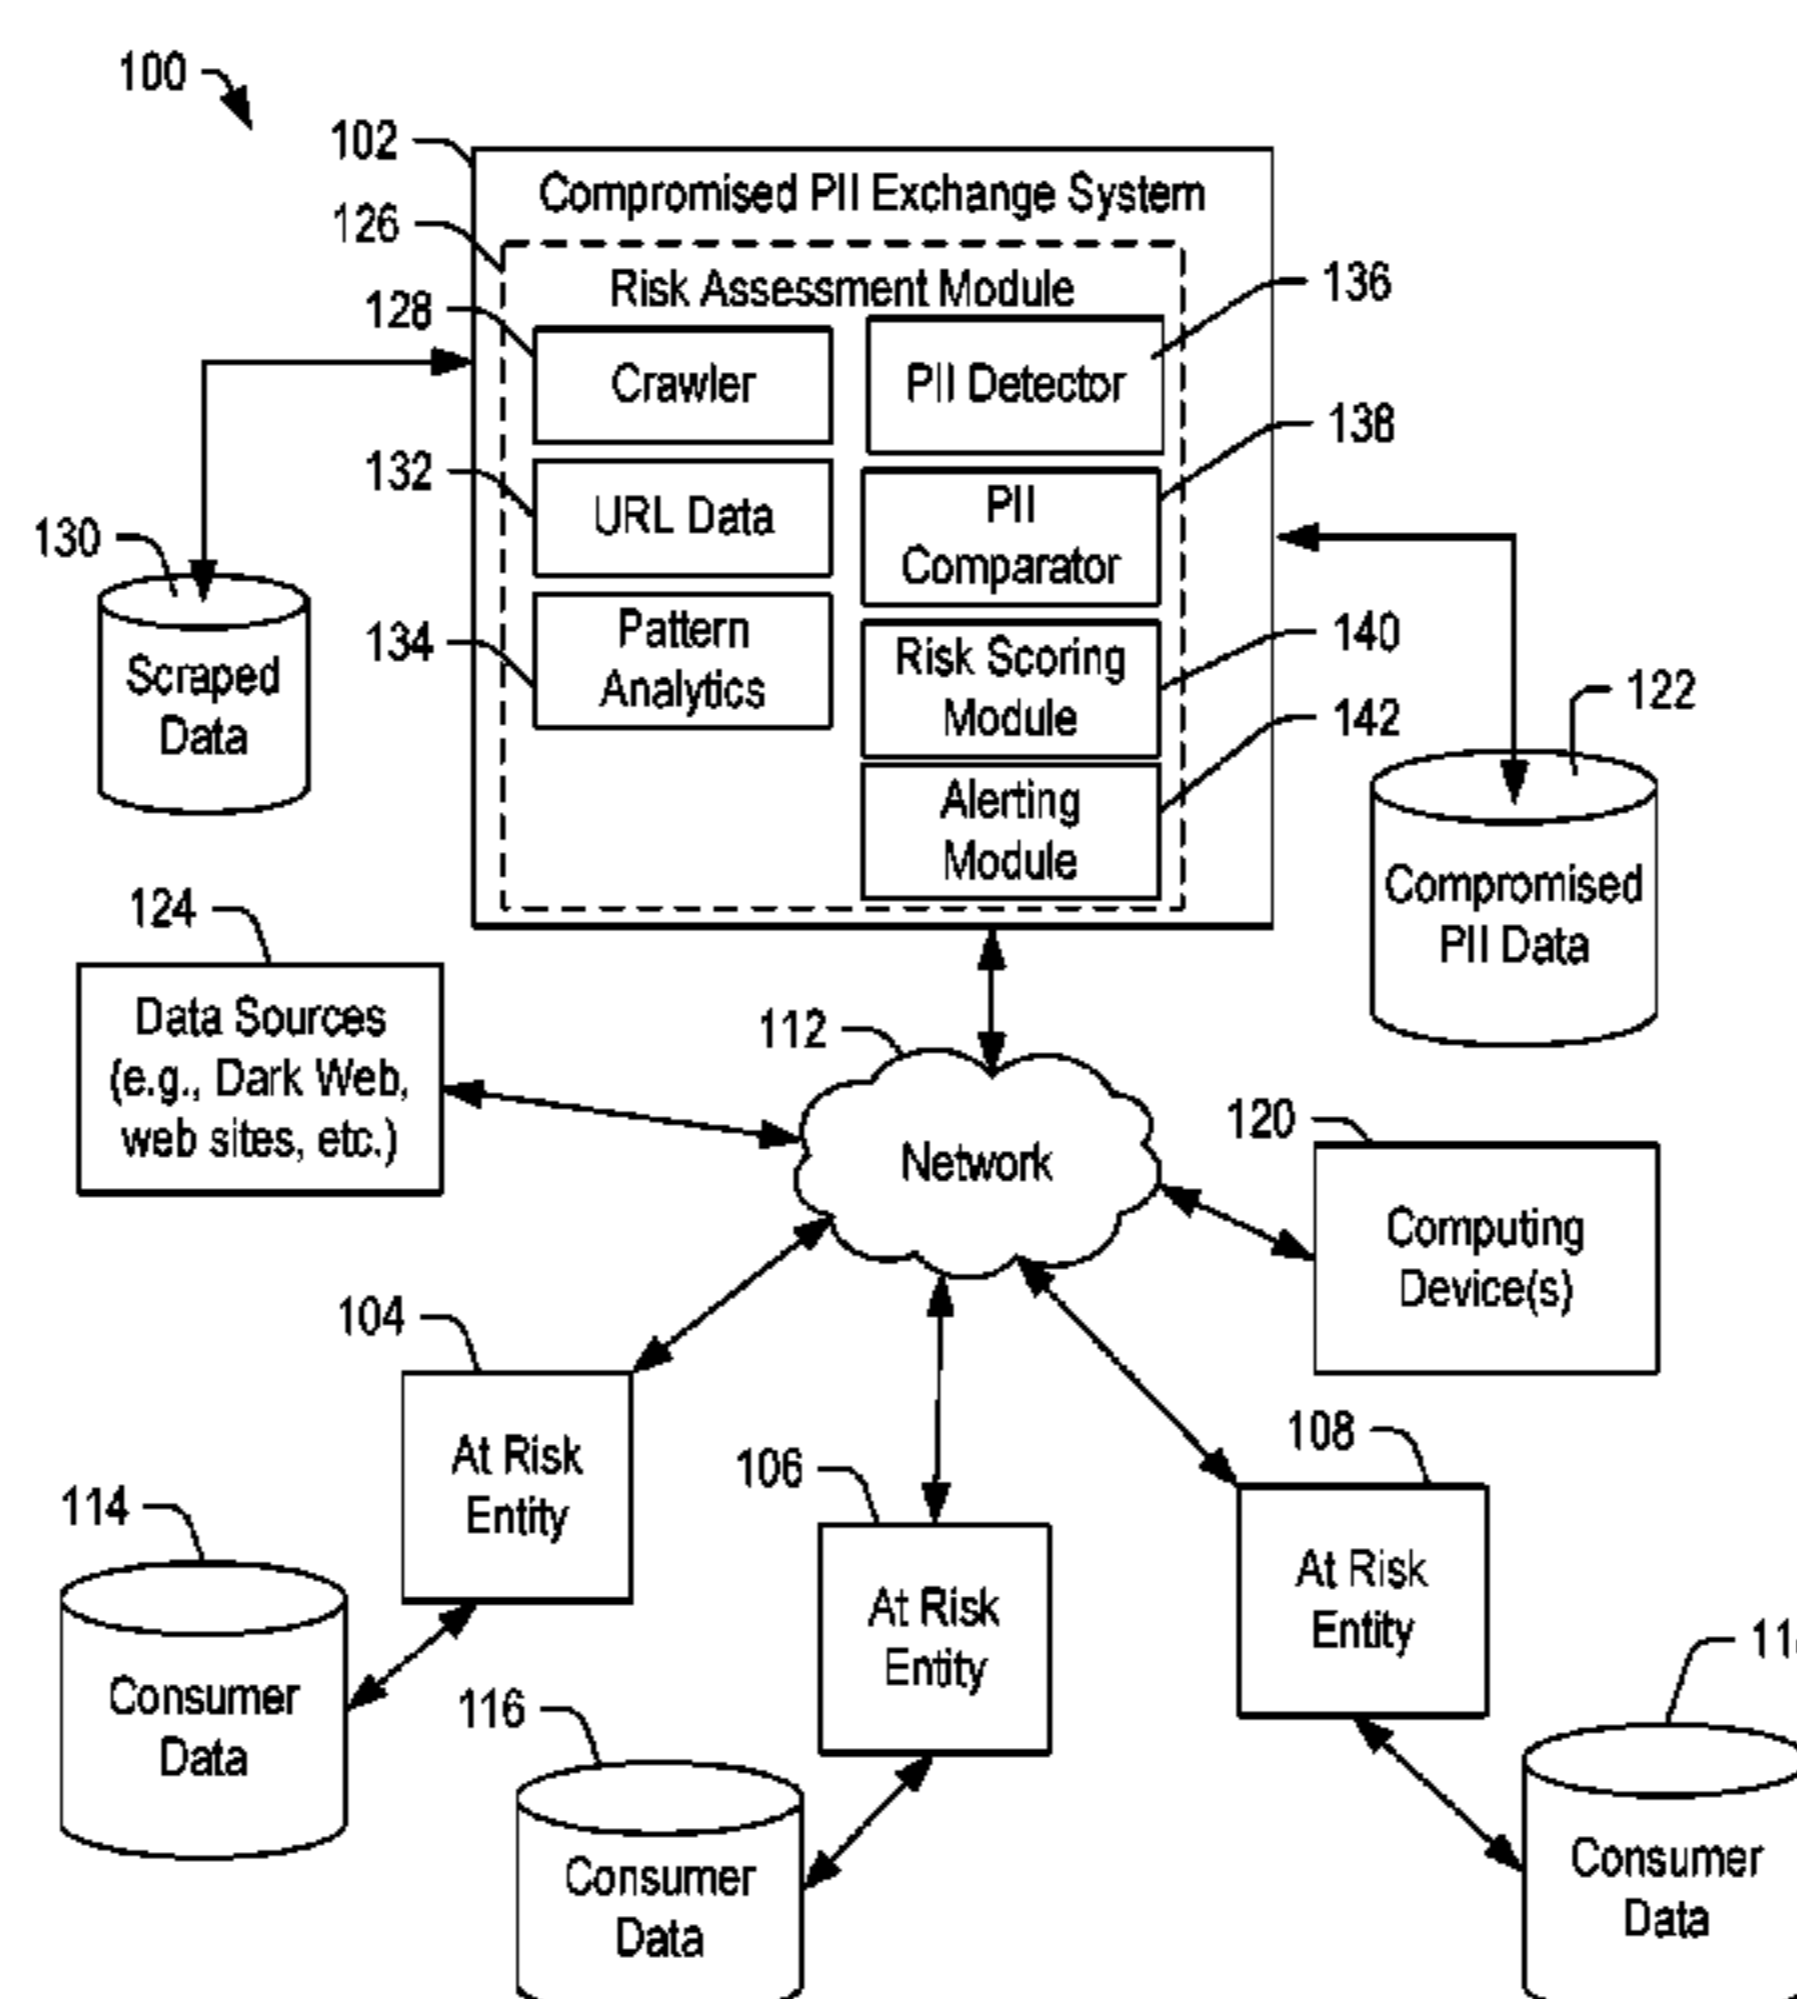 100
102
Compromised PII Exchange System
126
Risk Assessment Module
128
Crawler
132
URL Data
134
Pattern
Analytics
136
PII Detector
138
PII
Comparator
140
Risk Scoring
Module
142
Alerting
Module
130
Scraped
Data
122
Compromised
PII Data
124
Data Sources
(e.g., Dark Web,
web sites, etc.)
112
Network
120
Computing
Device(s)
104
At Risk
Entity
106
At Risk
Entity
108
At Risk
Entity
114
Consumer
Data
116
Consumer
Data
Consumer
Data